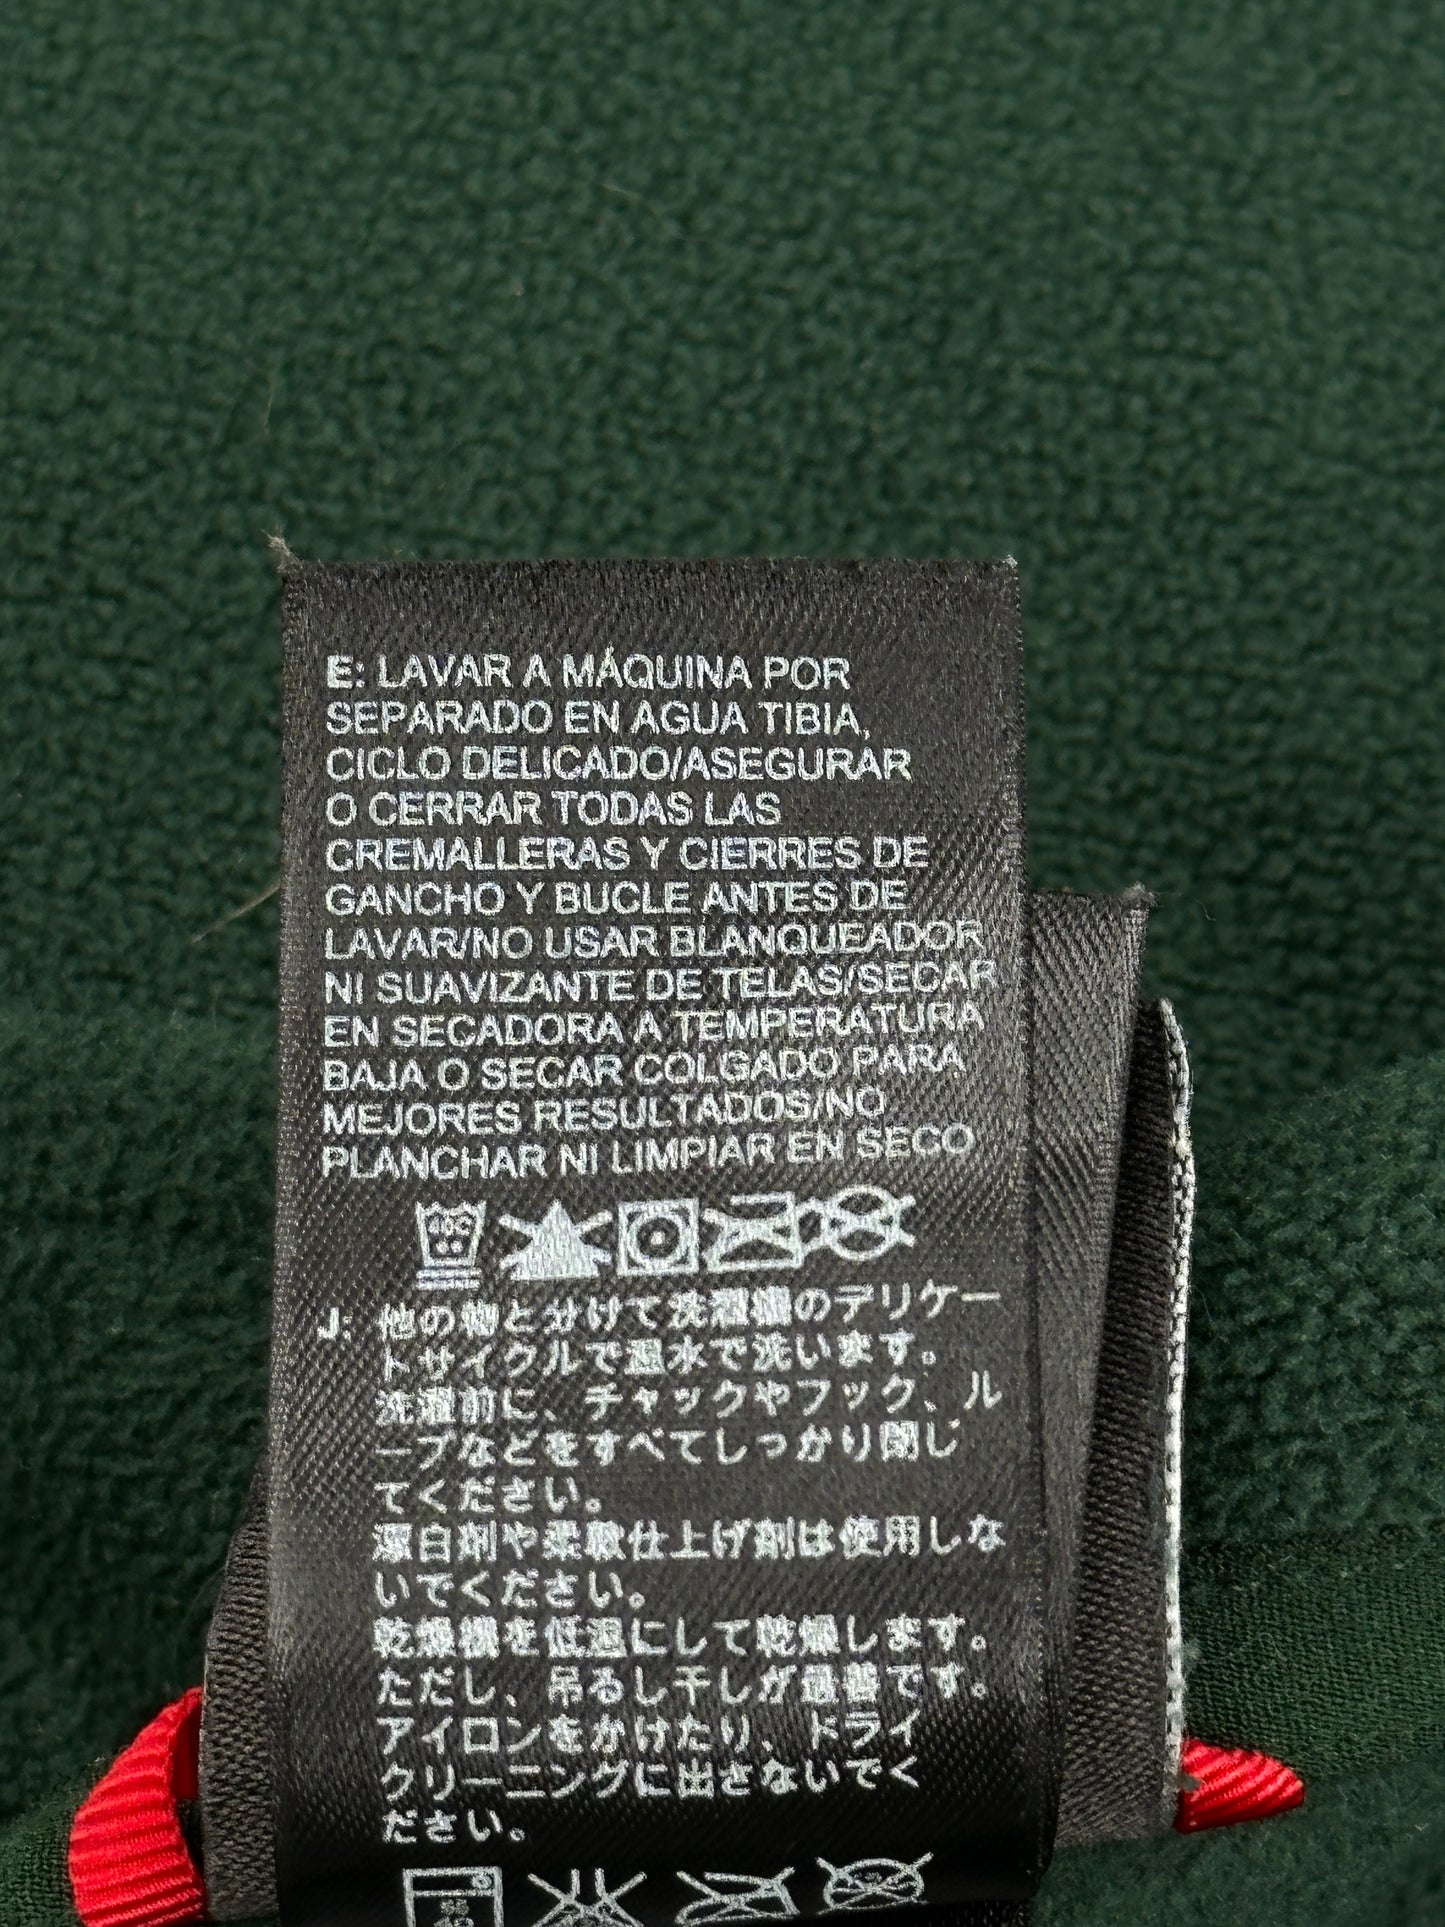 E: LAVAR A MÁQUINA POR
SEPARADO EN AGUA TIBIA,
CICLO DELICADO/ASEGURAR
O CERRAR TODAS LAS
CREMALLERAS Y CIERRES DE
GANCHO Y BUCLE ANTES DE
LAVAR/NO USAR BLANQUEADOR
NI SUAVIZANTE DE TELAS/SECAR
EN SECADORA A TEMPERATURA
BAJA O SECAR COLGADO PARA
MEJORES RESULTADOS/NO
PLANCHAR NI LIMPIAR EN SECO
J: 他の物と分けて洗濯機のデリケー
トサイクルで温水で洗います。
洗濯前に、チャックやフック、ル
ープなどをすべてしっかり閉じ
てください。
漂白剤や柔軟仕上げ剤は使用しな
いでください。
乾燥機を低温にして乾燥します。
ただし、吊るし干しが最善です。
アイロンをかけたり、ドライ
クリーニングに出さないでく
ださい。